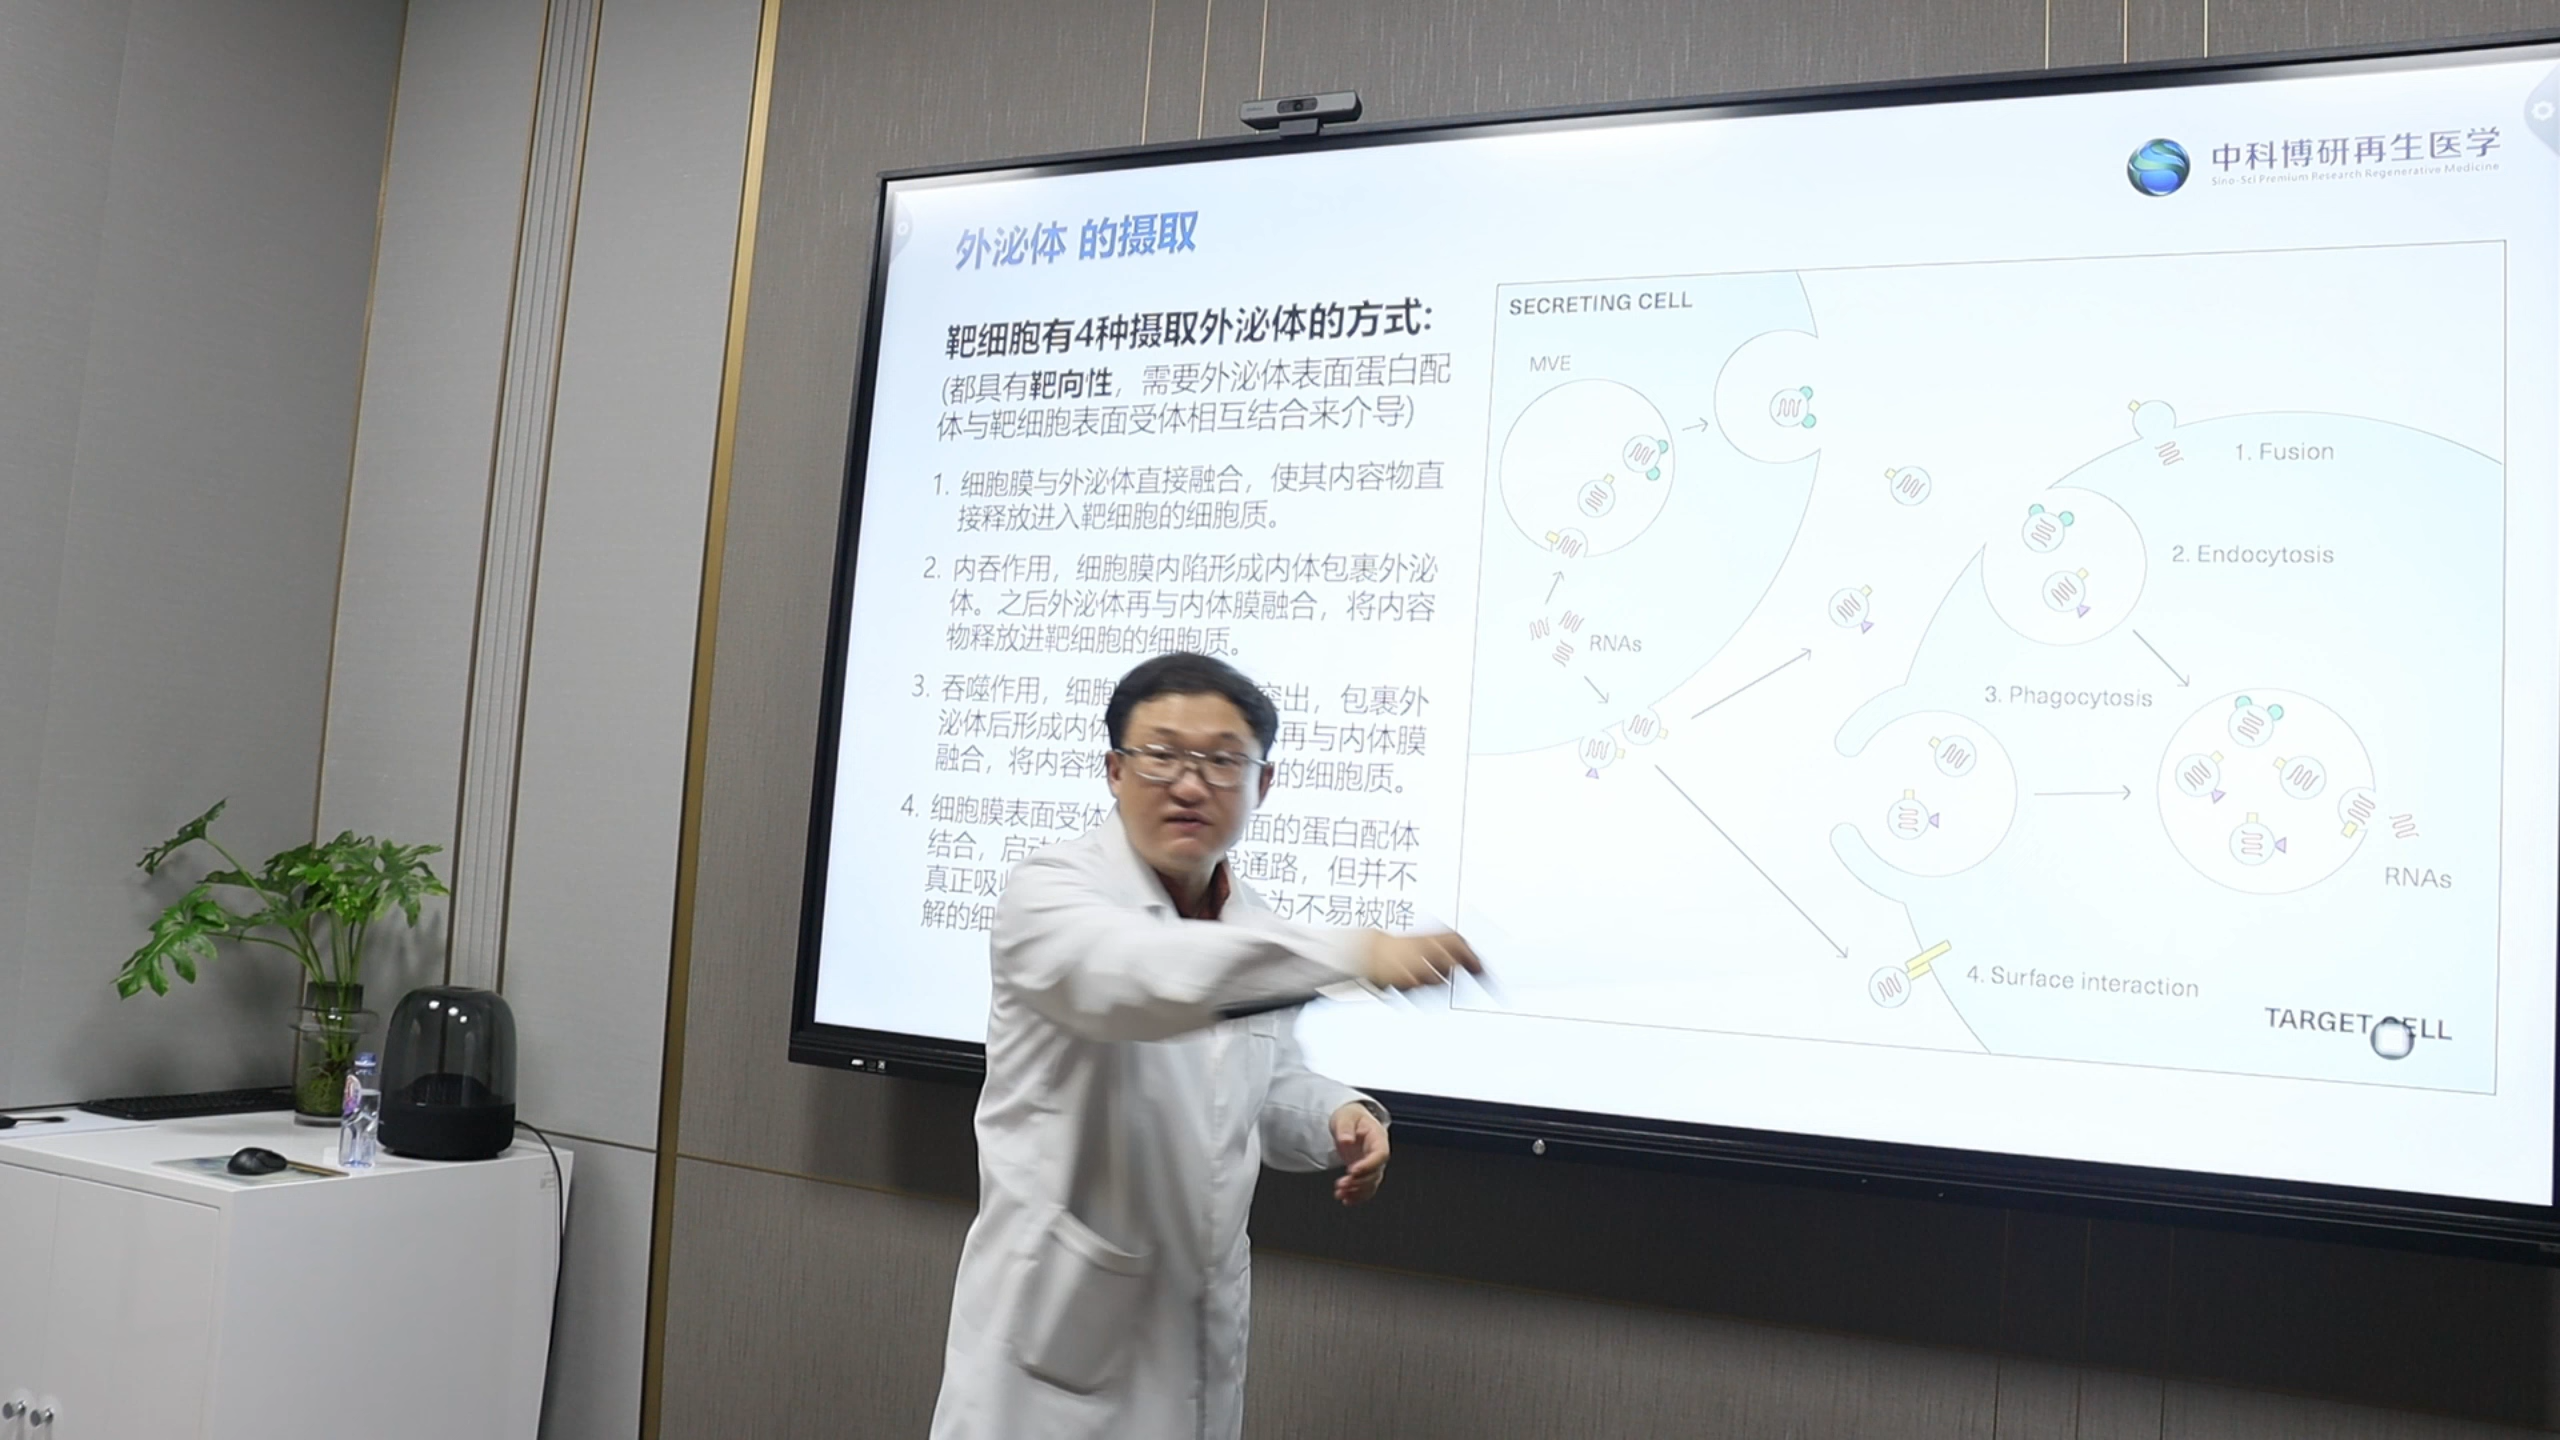 中科博研再生医学
Sino-Sci Premium Research Regenerative Medicine
外泌体 的摄取
靶细胞有4种摄取外泌体的方式：
(都具有靶向性，需要外泌体表面蛋白配
体与靶细胞表面受体相互结合来介导)
1. 细胞膜与外泌体直接融合，使其内容物直
接释放进入靶细胞的细胞质。
2. 内吞作用，细胞膜内陷形成内体包裹外泌
体。之后外泌体再与内体膜融合，将内容
物释放进靶细胞的细胞质。
3. 吞噬作用，细胞 突出，包裹外
泌体后形成内体 再与内体膜
融合，将内容物 的细胞质。
4. 细胞膜表面受体 面的蛋白配体
结合，启动 导通路，但并不
真正吸 为不易被降
解的细
SECRETING CELL
MVE
RNAs
1. Fusion
2. Endocytosis
3. Phagocytosis
RNAs
4. Surface interaction
TARGET CELL